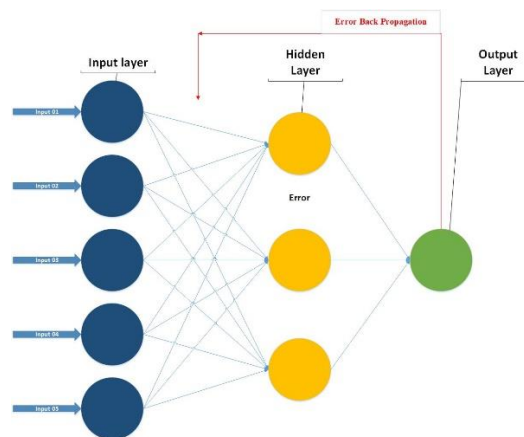 Error Back Propagation
Input layer
Hidden
Layer
Output
Layer
Input 01
Input 02
Error
Input 03
Input 04
Input 05